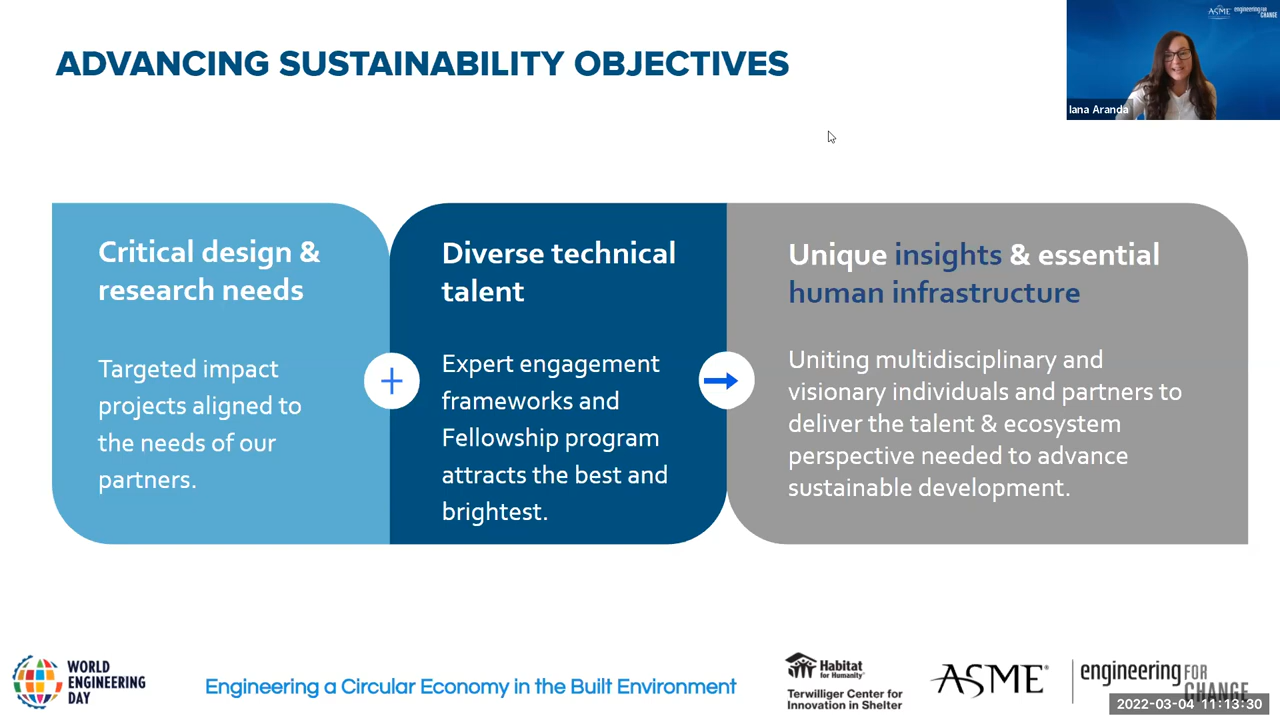 ADVANCING SUSTAINABILITY OBJECTIVES
ASME engineering FOR CHANGE
Iana Aranda
Critical design &
research needs
Targeted impact
projects aligned to
the needs of our
partners.
+
Diverse technical
talent
Expert engagement
frameworks and
Fellowship program
attracts the best and
brightest.
Unique insights & essential
human infrastructure
Uniting multidisciplinary and
visionary individuals and partners to
deliver the talent & ecosystem
perspective needed to advance
sustainable development.
WORLD
ENGINEERING
DAY
Engineering a Circular Economy in the Built Environment
Habitat
for Humanity®
Terwilliger Center for
Innovation in Shelter
ASME®
engineering FOR
CHANGE
2022-03-04 11:13:30